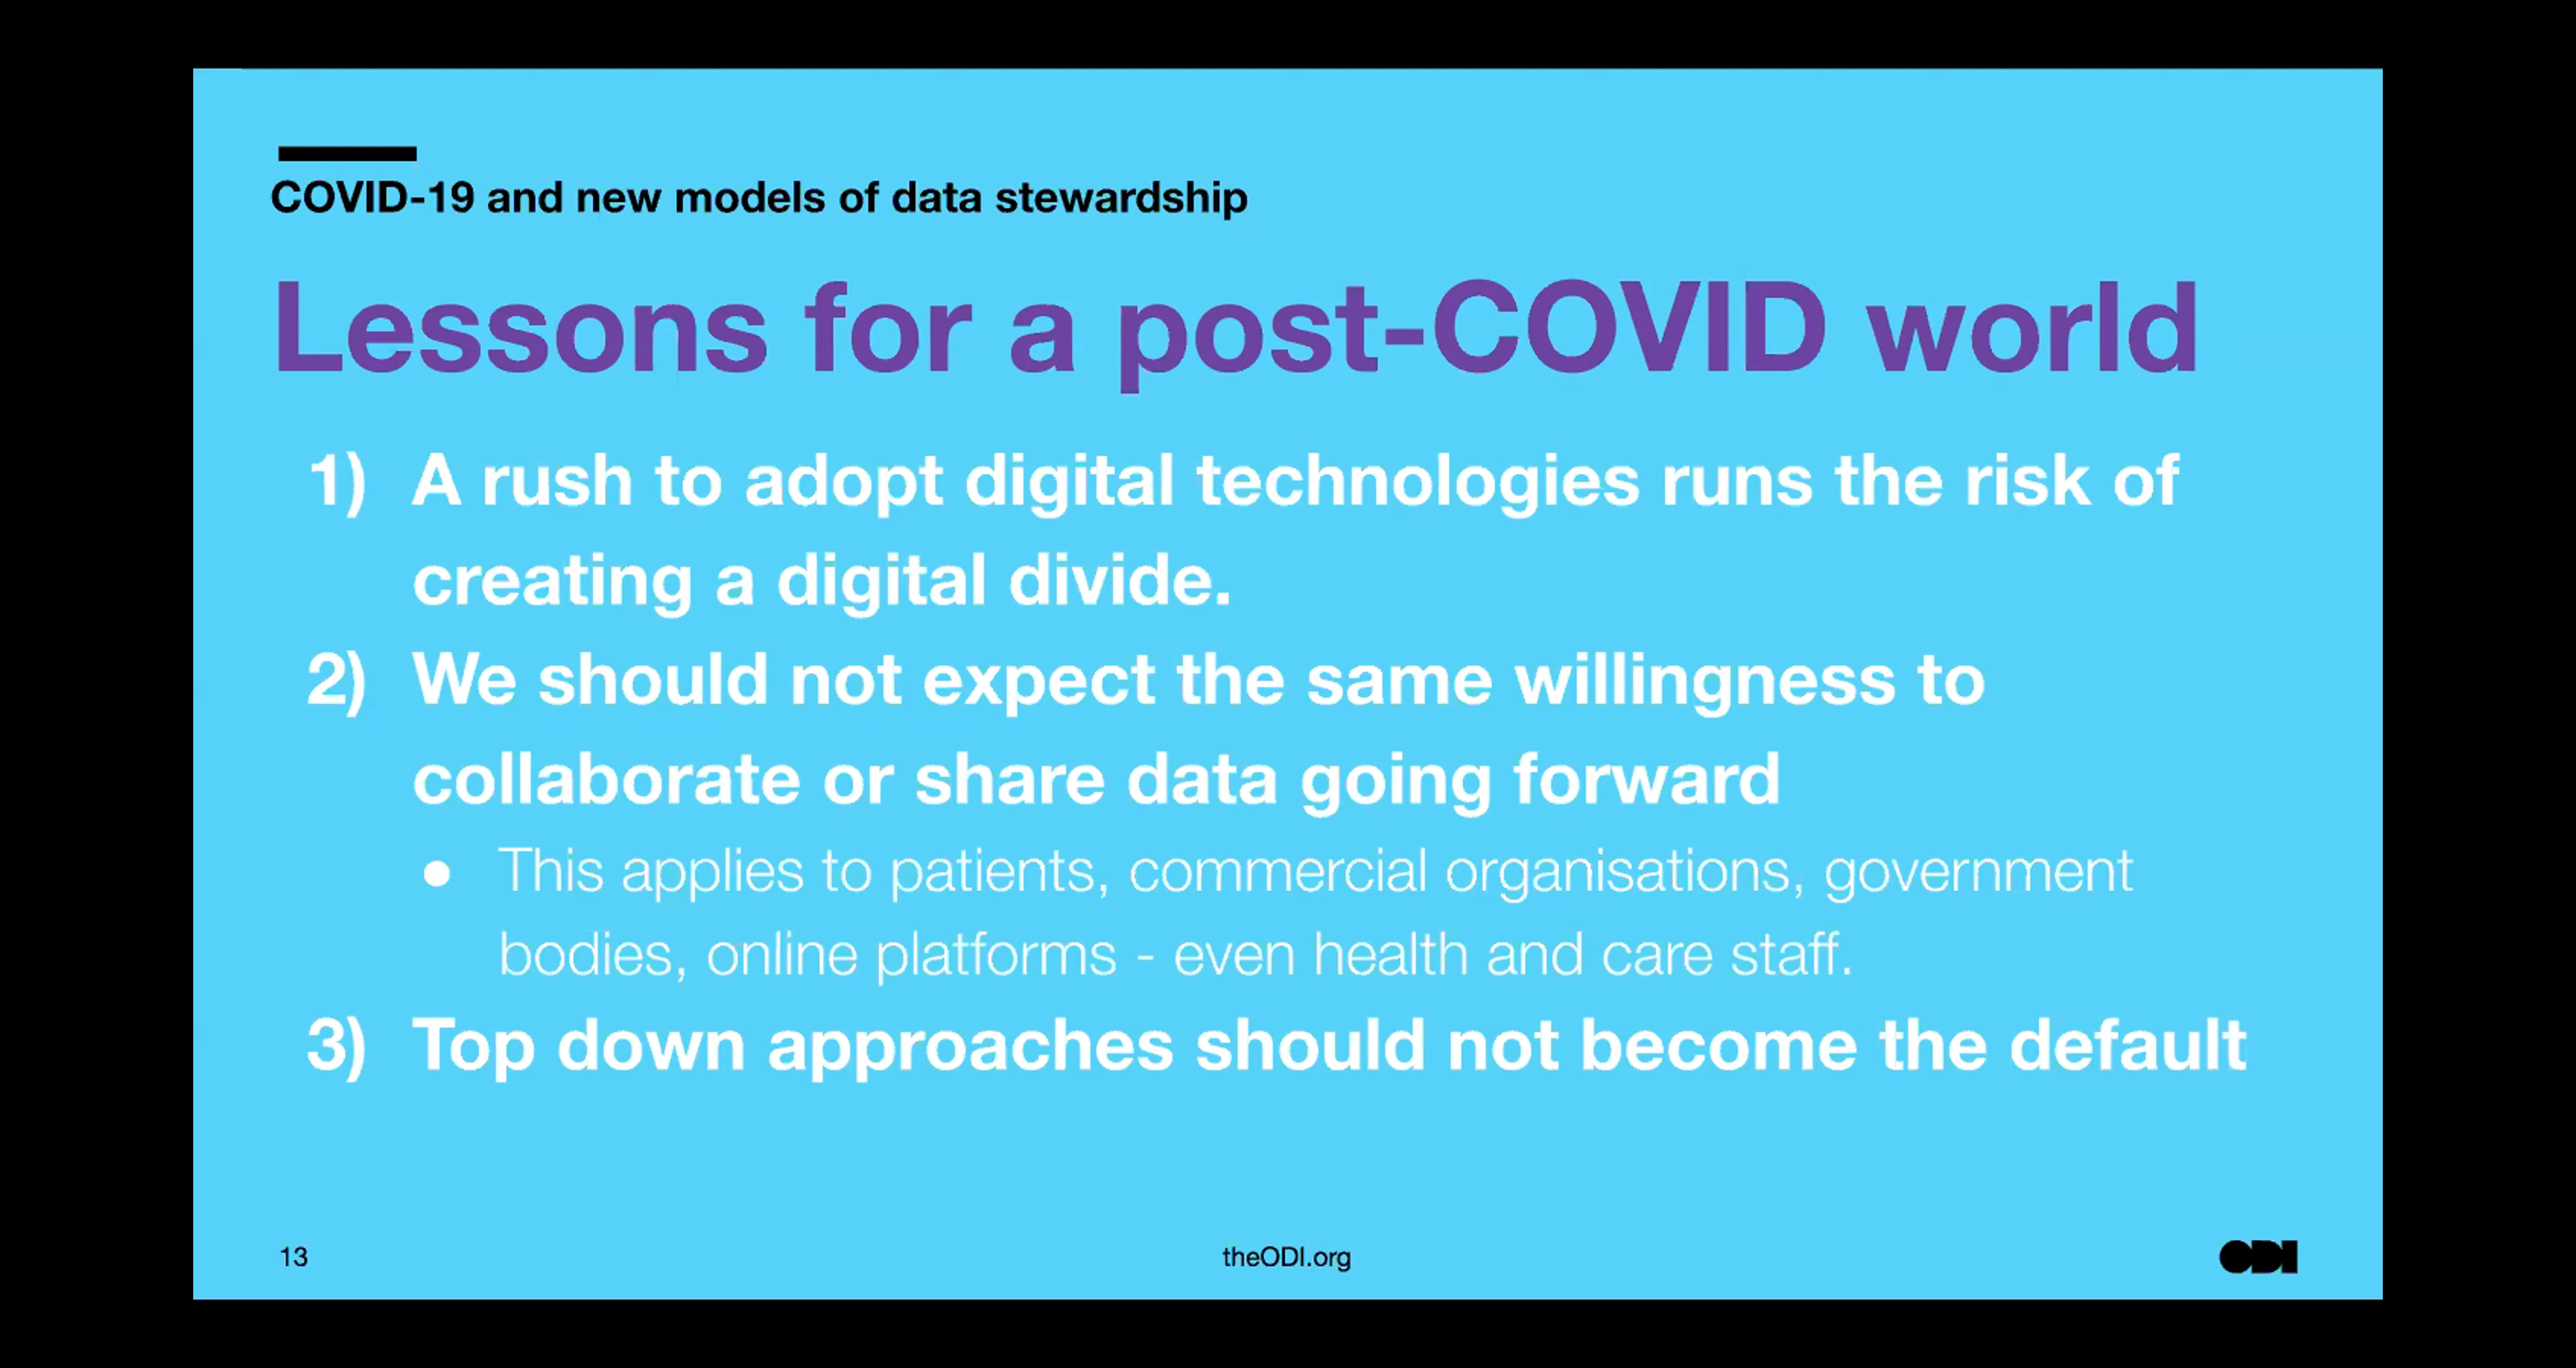 COVID-19 and new models of data stewardship
Lessons for a post-COVID world
1) A rush to adopt digital technologies runs the risk of
creating a digital divide.
2) We should not expect the same willingness to
collaborate or share data going forward
● This applies to patients, commercial organisations, government
bodies, online platforms - even health and care staff.
3) Top down approaches should not become the default
13
theODI.org
ODI